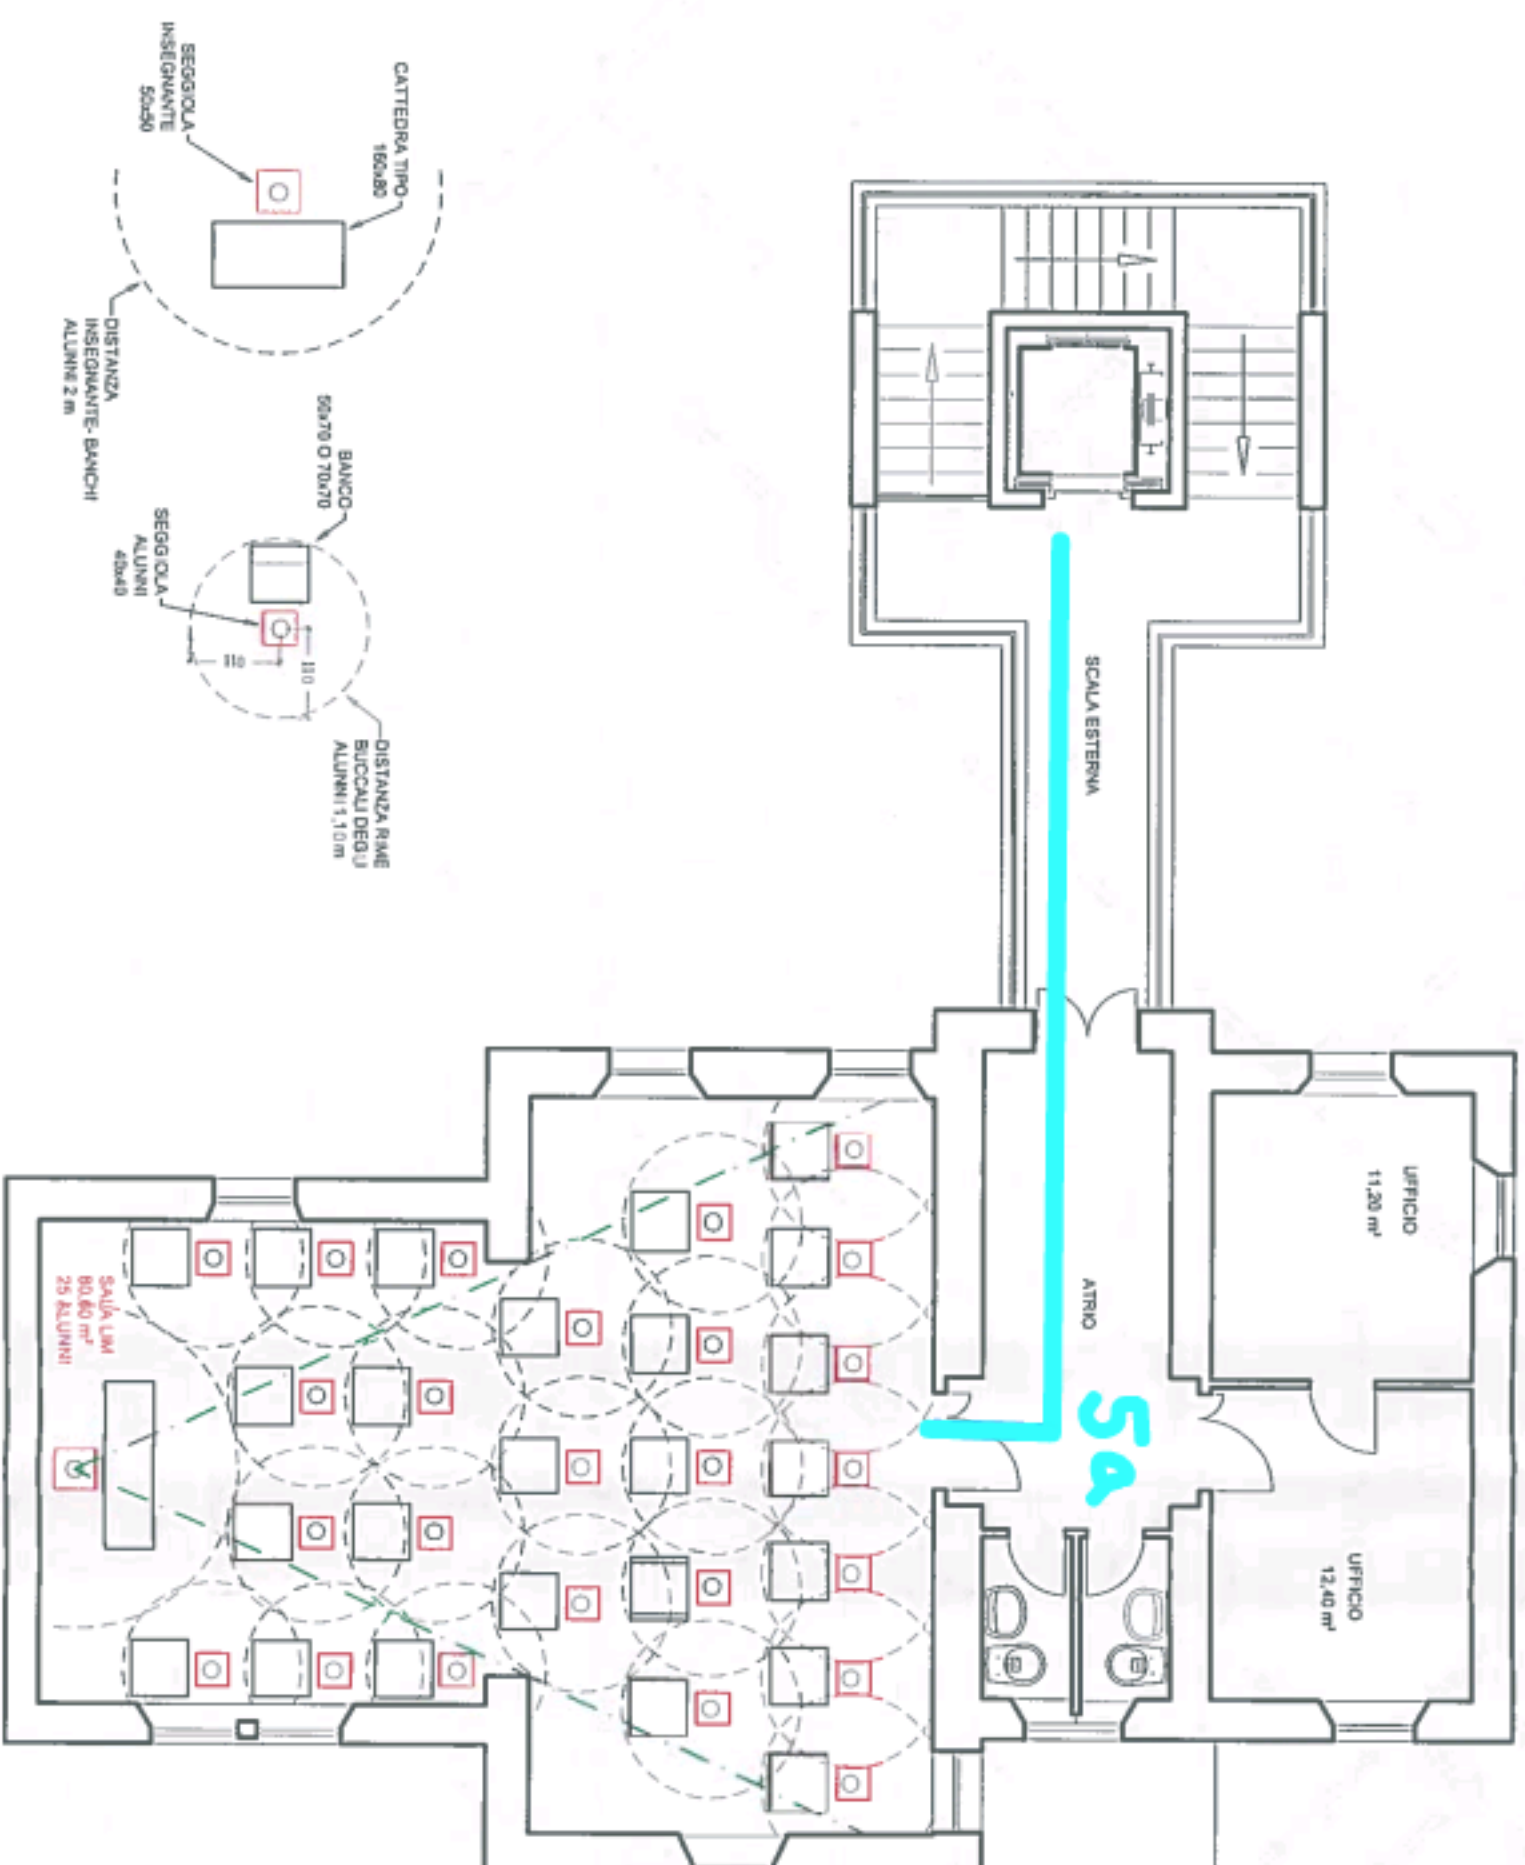 SEGGIOLA
INSEGNANTE
50x50
CATTEDRA TIPO
160x80
DISTANZA
INSEGNANTE- BANCHI
ALUNNI 2 m
BANCO
50x70 O 70x70
SEGGIOLA
ALUNNI
40x40
110
110
DISTANZA RIME
BUCCALI DEGLI
ALUNNI 1,10 m
SCALA ESTERNA
ATRIO
5a
UFFICIO
11,20 m²
UFFICIO
12,40 m²
SALA LIM
80,60 m²
25 ALUNNI